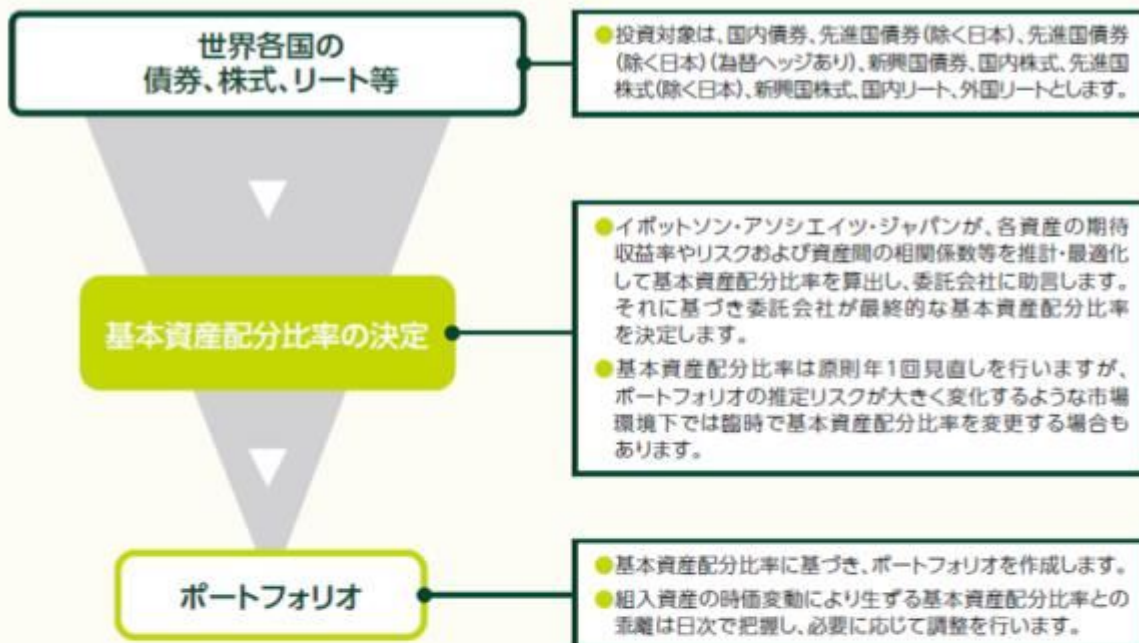 世界各国の
債券、株式、リート等
●投資対象は、国内債券、先進国債券(除く日本)、先進国債券
(除く日本)(為替ヘッジあり)、新興国債券、国内株式、先進国
株式(除く日本)、新興国株式、国内リート、外国リートとします。
基本資産配分比率の決定
●イボットソン・アソシエイツ・ジャパンが、各資産の期待
収益率やリスクおよび資産間の相関係数等を推計・最適化
して基本資産配分比率を算出し、委託会社に助言します。
それに基づき委託会社が最終的な基本資産配分比率
を決定します。
●基本資産配分比率は原則年1回見直しを行いますが、
ポートフォリオの推定リスクが大きく変化するような市場
環境下では臨時で基本資産配分比率を変更する場合も
あります。
ポートフォリオ
●基本資産配分比率に基づき、ポートフォリオを作成します。
●組入資産の時価変動により生ずる基本資産配分比率との
乖離は日次で把握し、必要に応じて調整を行います。